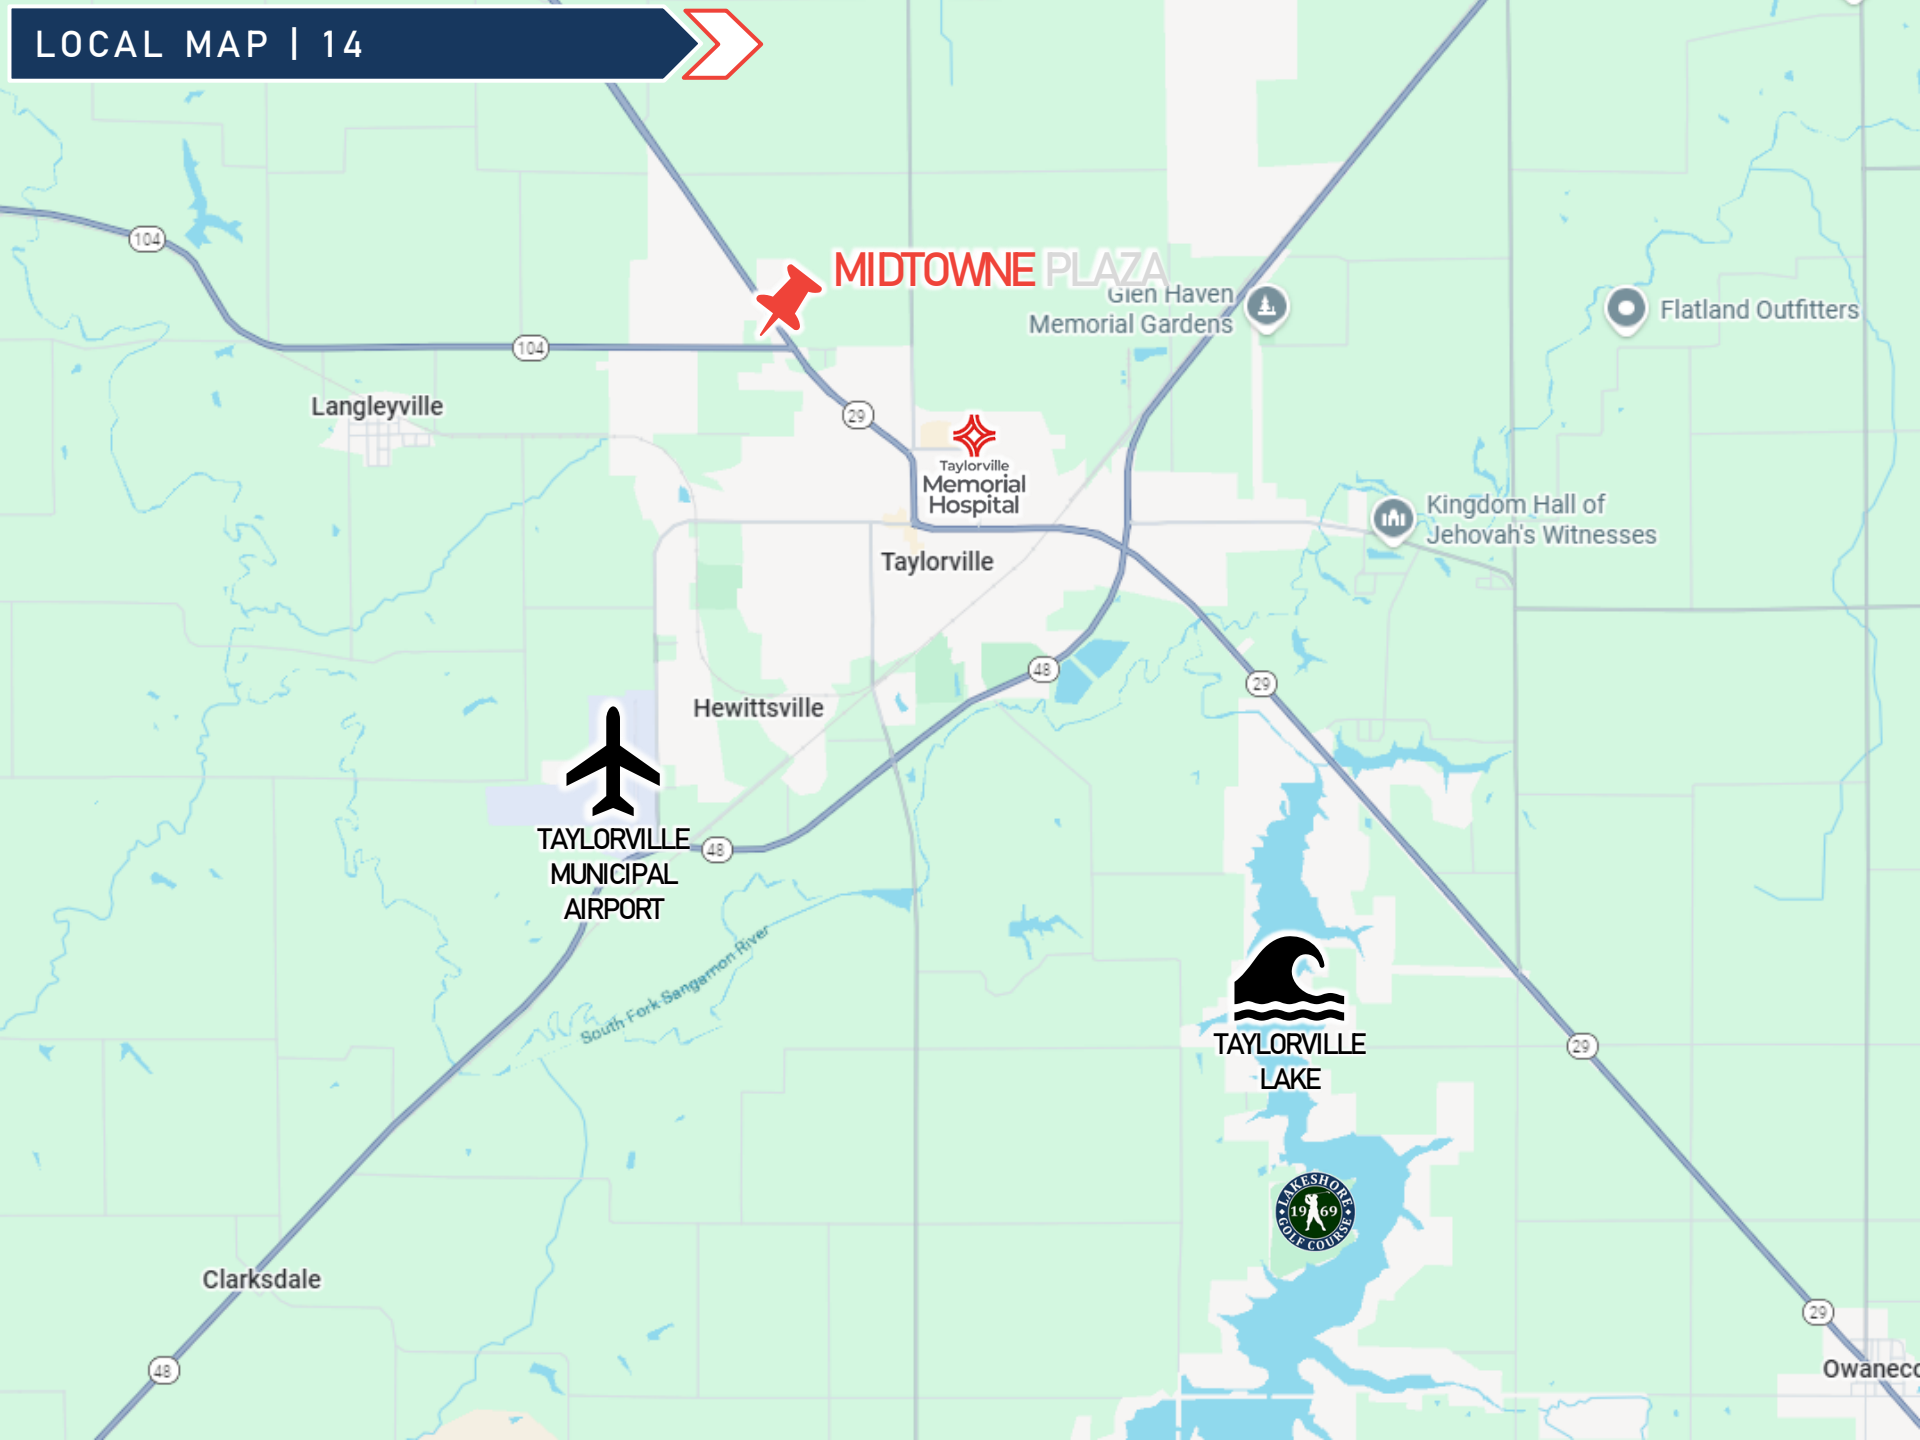 LOCAL MAP | 14
104
MIDTOWNE PLAZA
Glen Haven
Memorial Gardens
Flatland Outfitters
104
Langleyville
29
Taylorville
Memorial
Hospital
Kingdom Hall of
Jehovah's Witnesses
Taylorville
48
29
Hewittsville
TAYLORVILLE
MUNICIPAL
AIRPORT
48
South Fork Sangamon River
TAYLORVILLE
LAKE
29
LAKESHORE
1969
GOLF COURSE
Clarksdale
29
48
Owaneco